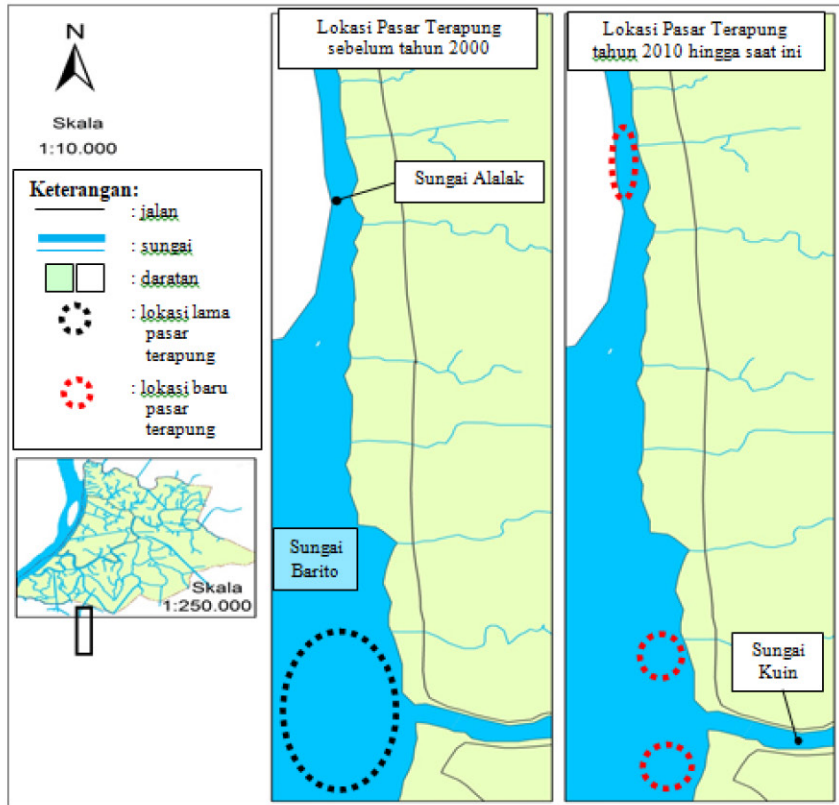 N
Skala
1:10.000
Keterangan:
: jalan
: sungai
: daratan
: lokasi lama
pasar
terapung
: lokasi baru
pasar
terapung
Skala
1:250.000
Lokasi Pasar Terapung
sebelum tahun 2000
Sungai Alalak
Sungai
Barito
Lokasi Pasar Terapung
tahun 2010 hingga saat ini
Sungai
Kuin